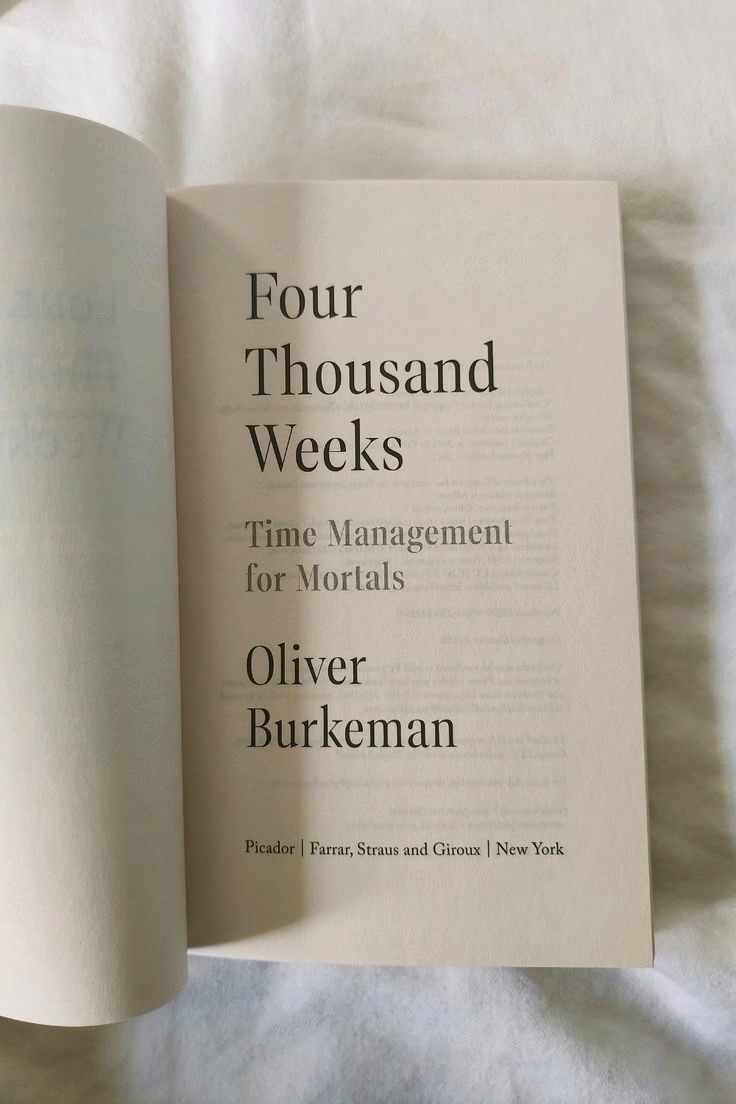 Four
Thousand
Weeks
Time Management
for Mortals
Oliver
Burkeman
Picador | Farrar, Straus and Giroux | New York